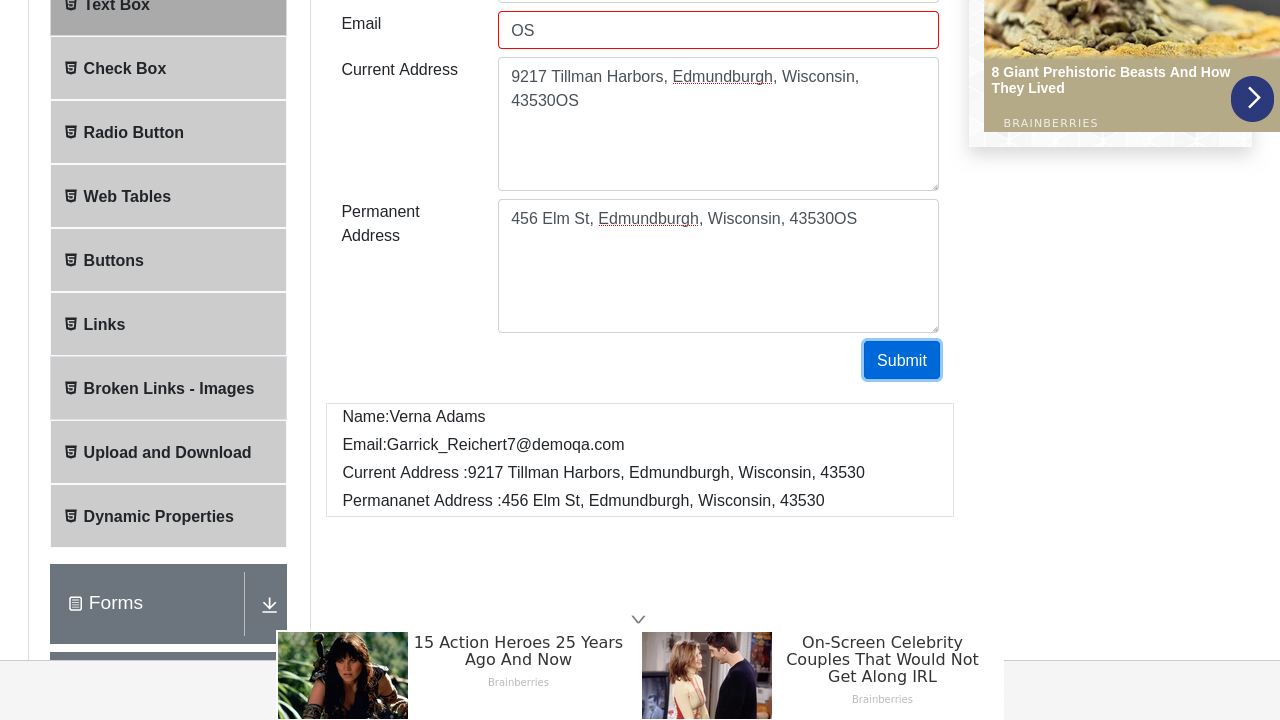 Text Box
Check Box
Radio Button
Web Tables
Buttons
Links
Broken Links - Images
Upload and Download
Dynamic Properties
Forms
Email
OS
Current Address
9217 Tillman Harbors, Edmundburgh, Wisconsin,
43530OS
Permanent
Address
456 Elm St, Edmundburgh, Wisconsin, 43530OS
Submit
Name:Verna Adams
Email:Garrick_Reichert7@demoqa.com
Current Address :9217 Tillman Harbors, Edmundburgh, Wisconsin, 43530
Permananet Address :456 Elm St, Edmundburgh, Wisconsin, 43530
8 Giant Prehistoric Beasts And How
They Lived
BRAINBERRIES
15 Action Heroes 25 Years
Ago And Now
Brainberries
On-Screen Celebrity
Couples That Would Not
Get Along IRL
Brainberries